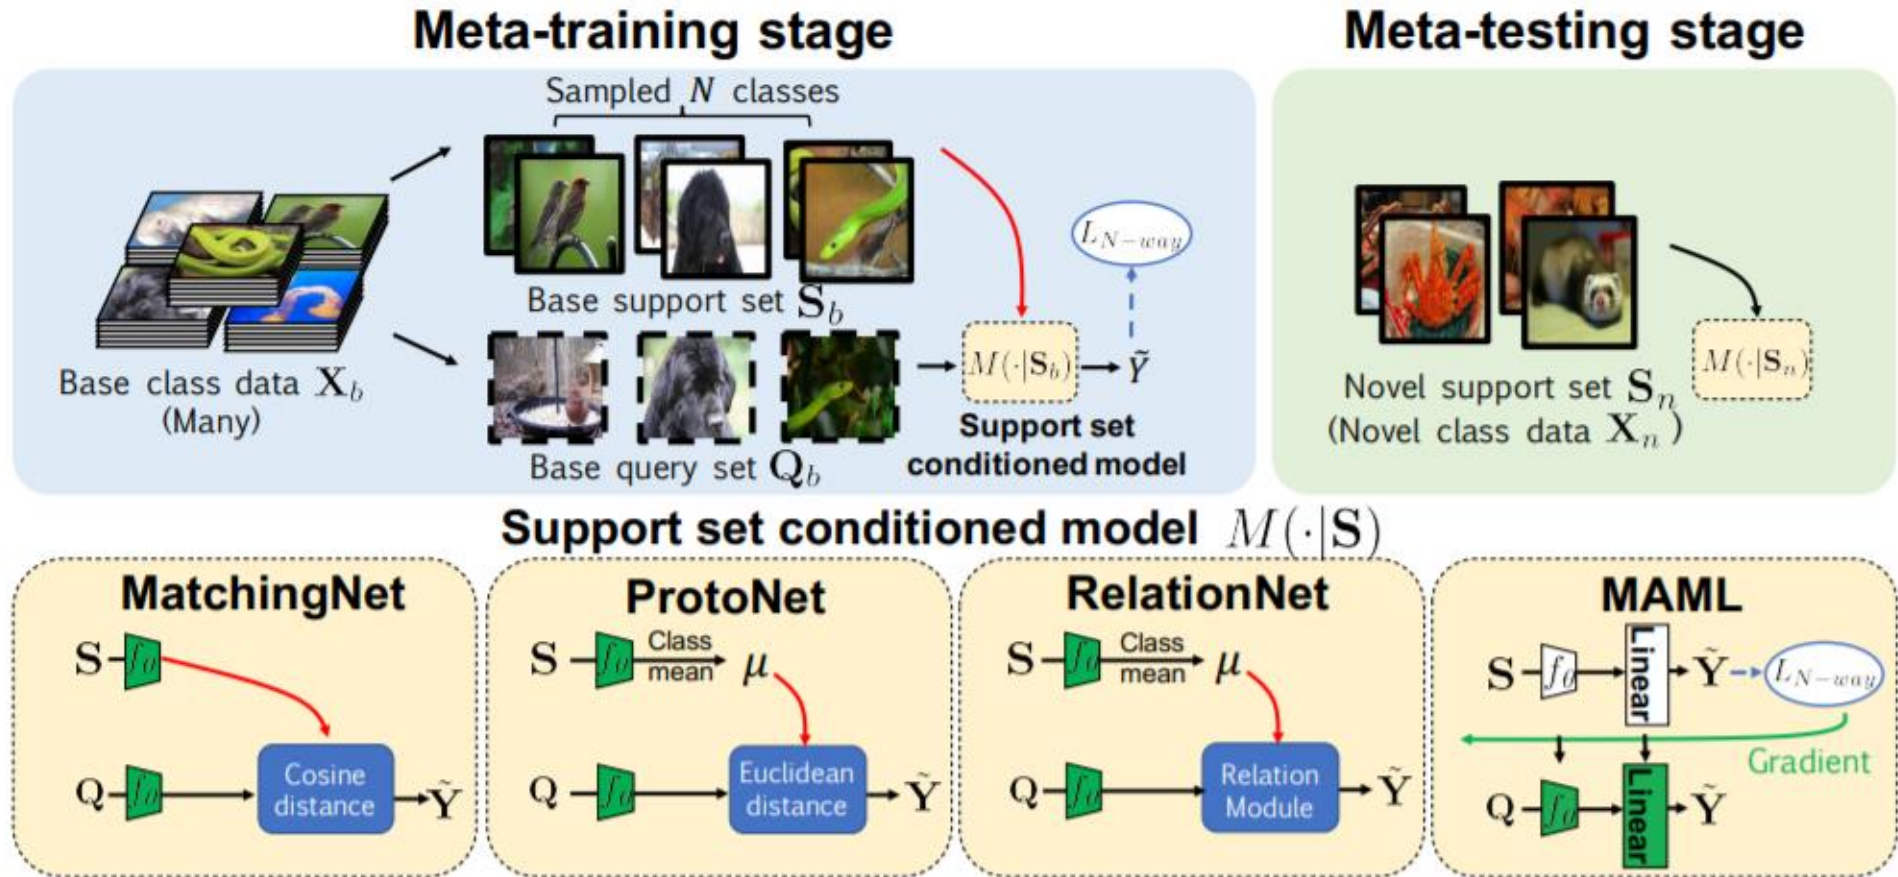 Meta-training stage
Meta-testing stage
Sampled N classes
Base class data X_b
(Many)
Base support set S_b
Base query set Q_b
L_{N-way}
M(·|S_b)
Ỹ
Support set
conditioned model
Novel support set S_n
(Novel class data X_n)
M(·|S_n)
Support set conditioned model M(·|S)
MatchingNet
S
f_θ
Q
f_θ
Cosine
distance
Ỹ
ProtoNet
S
f_θ
Class
mean
μ
Q
f_θ
Euclidean
distance
Ỹ
RelationNet
S
f_θ
Class
mean
μ
Q
f_θ
Relation
Module
Ỹ
MAML
S
f_θ
Linear
Ỹ
L_{N-way}
Gradient
Q
f_θ
Linear
Ỹ